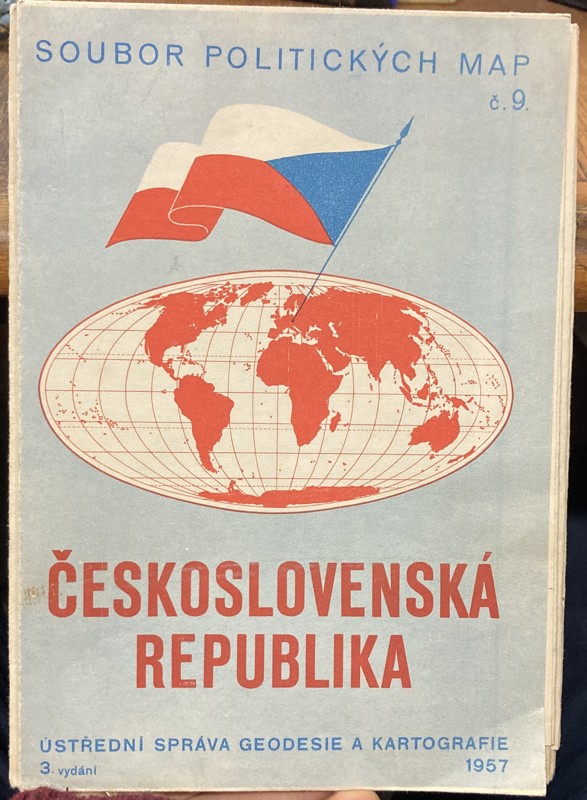 SOUBOR POLITICKÝCH MAP
č. 9.
ČESKOSLOVENSKÁ
REPUBLIKA
ÚSTŘEDNÍ SPRÁVA GEODESIE A KARTOGRAFIE
3. vydání 1957